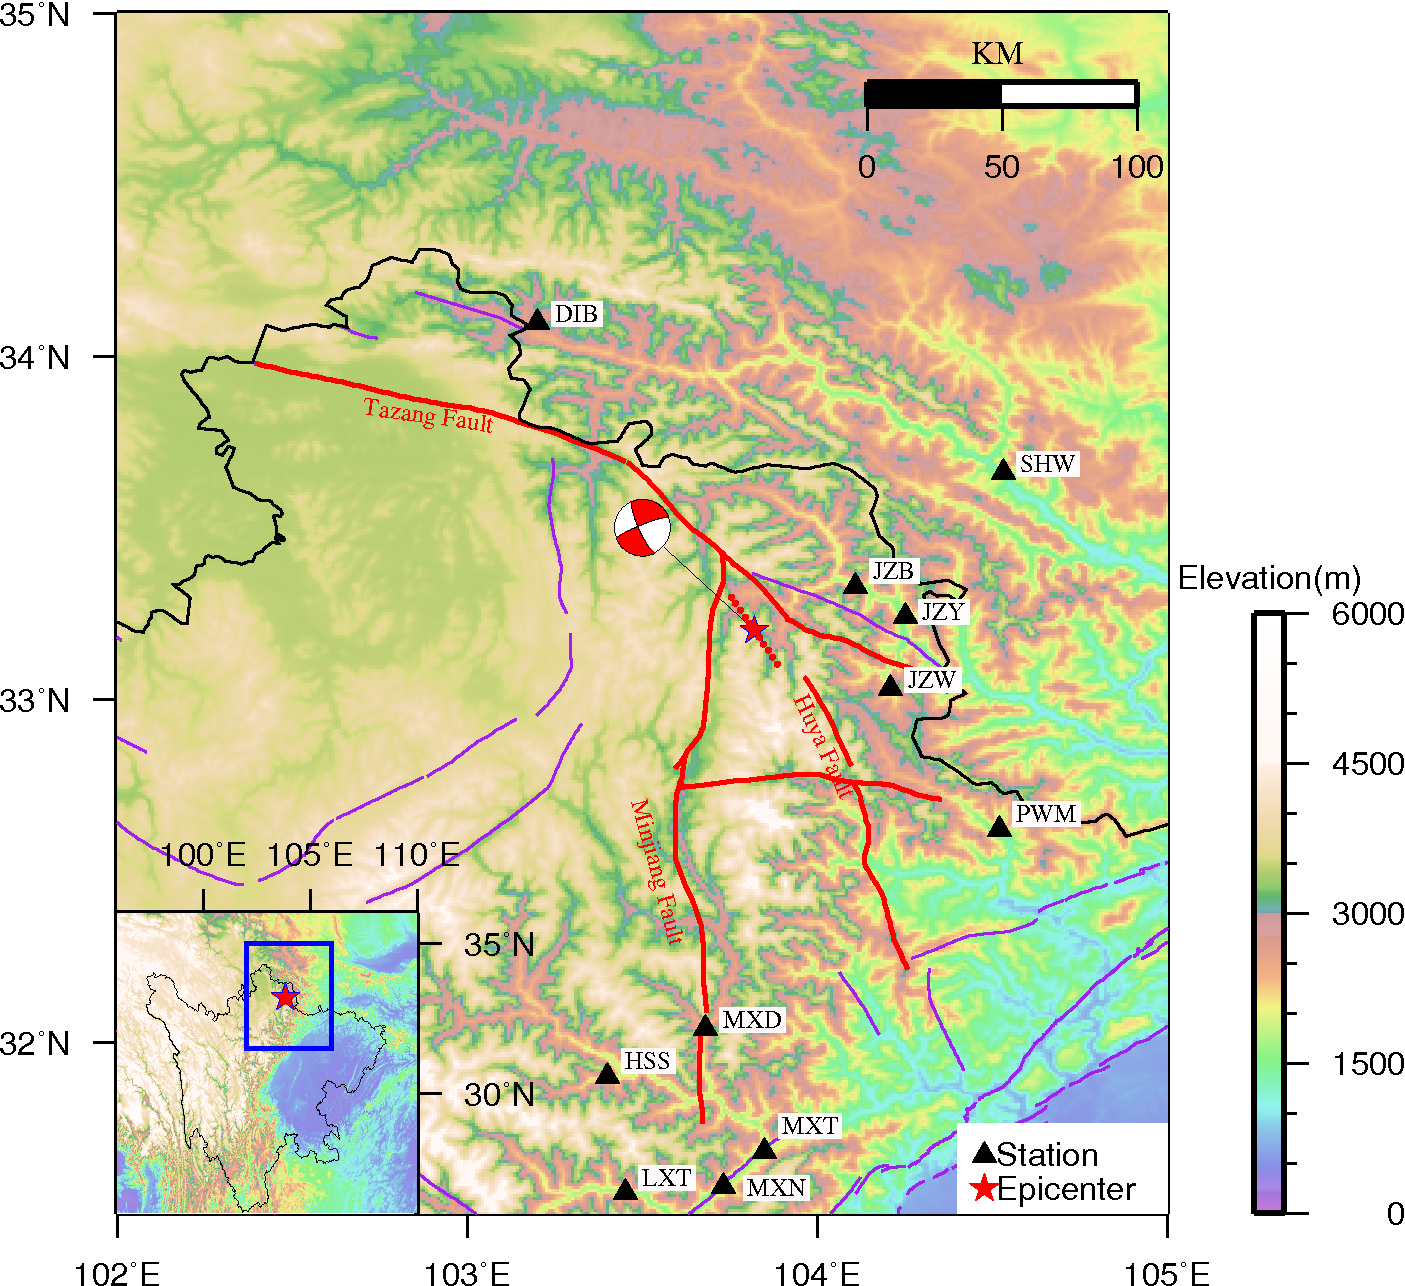 35°N
KM
0 50 100
DIB
34°N
Tazang Fault
SHW
JZB
Elevation(m)
6000
JZY
JZW
33°N
Huya Fault
4500
Minjiang Fault
PWM
100°E 105°E 110°E
3000
35°N
MXD
32°N
HSS
1500
30°N
MXT
Station
LXT
MXN
Epicenter
0
102°E 103°E 104°E 105°E